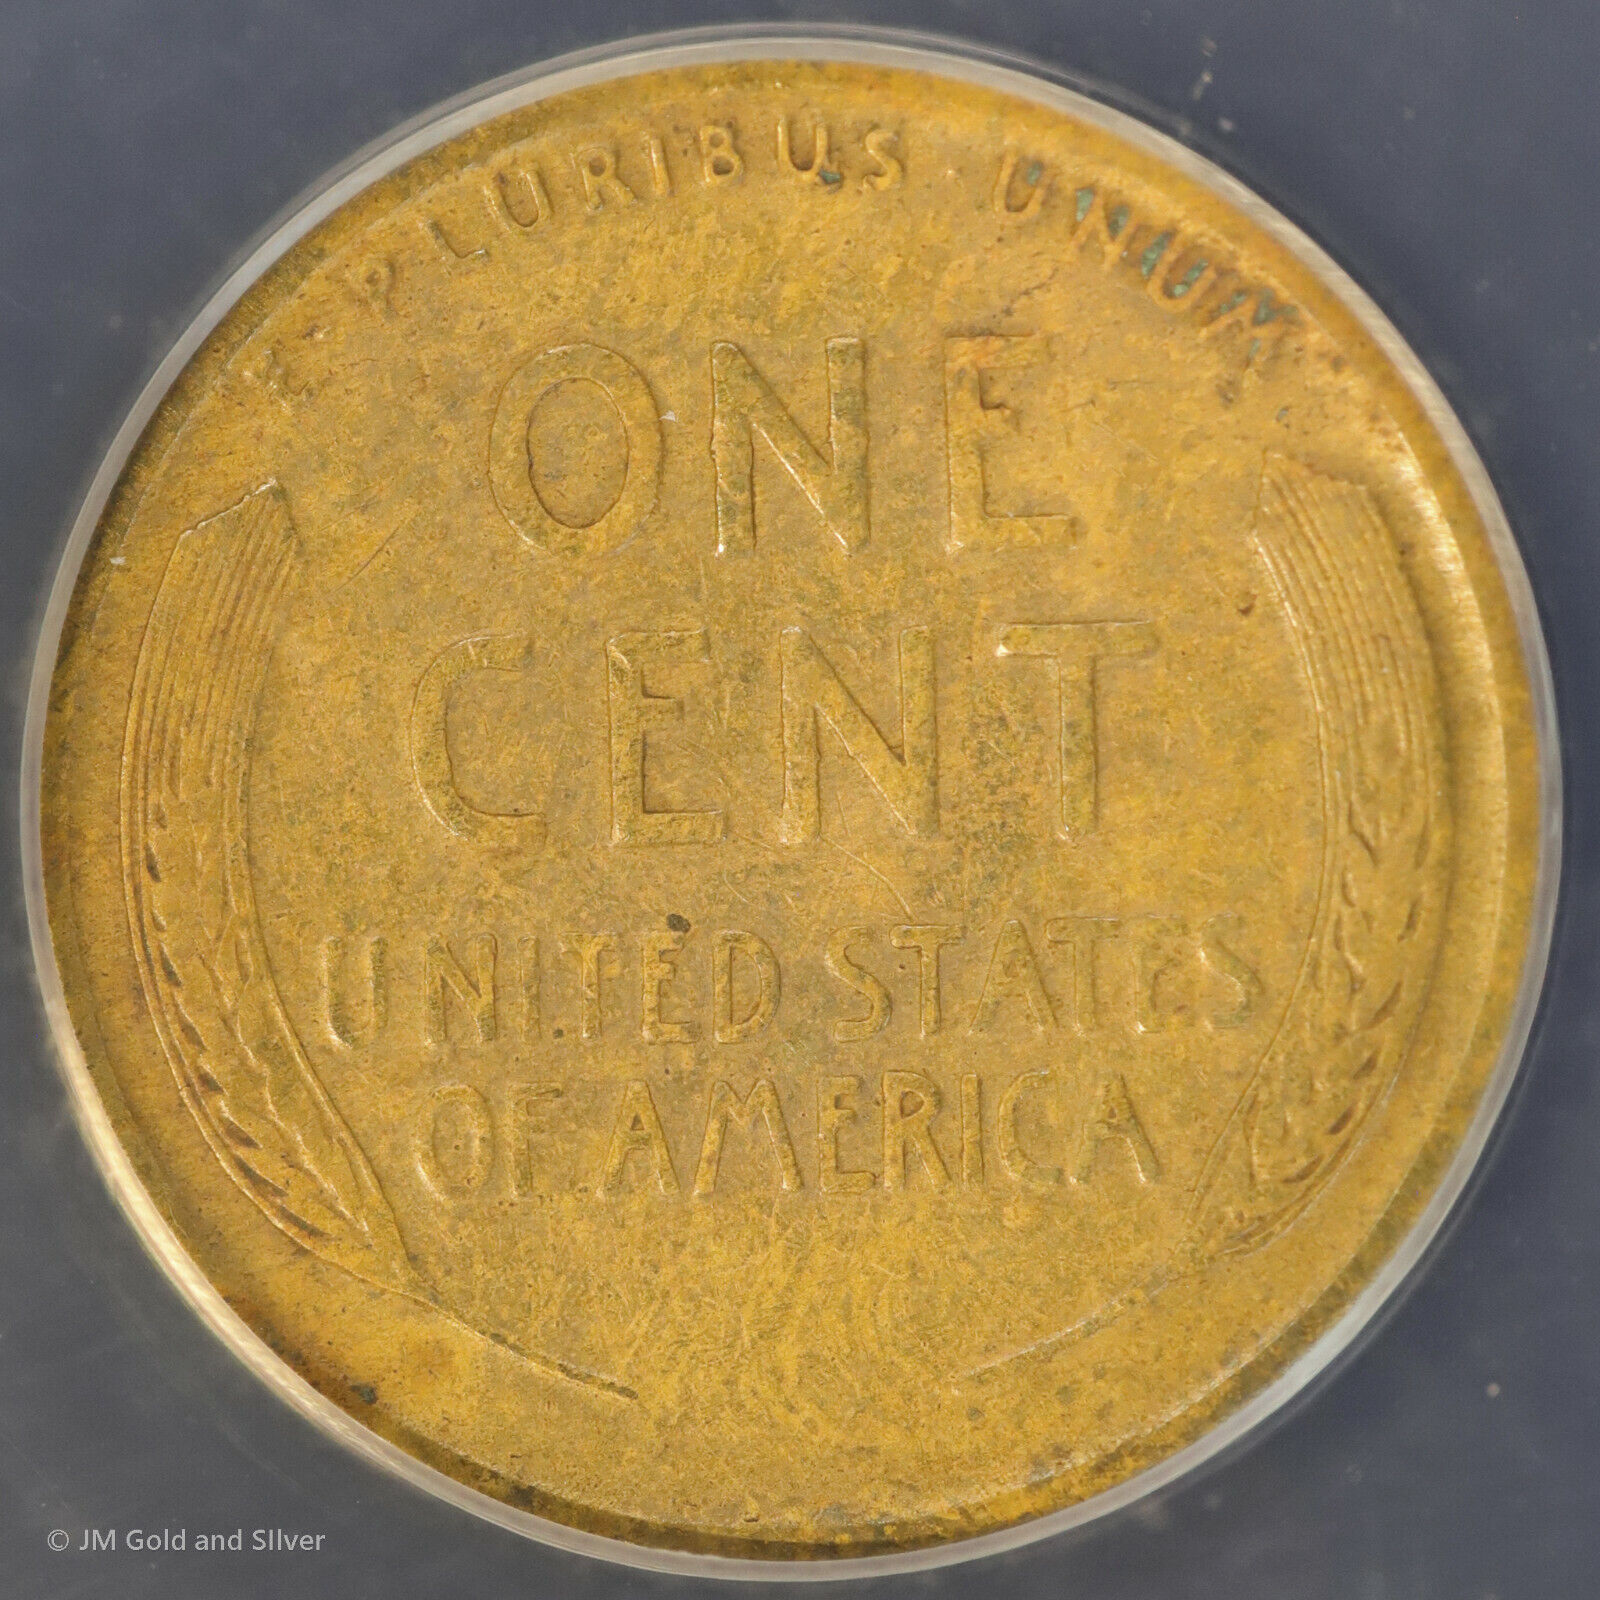 E PLURIBUS · UNUM
ONE
CENT
UNITED STATES
OF AMERICA
© JM Gold and Silver